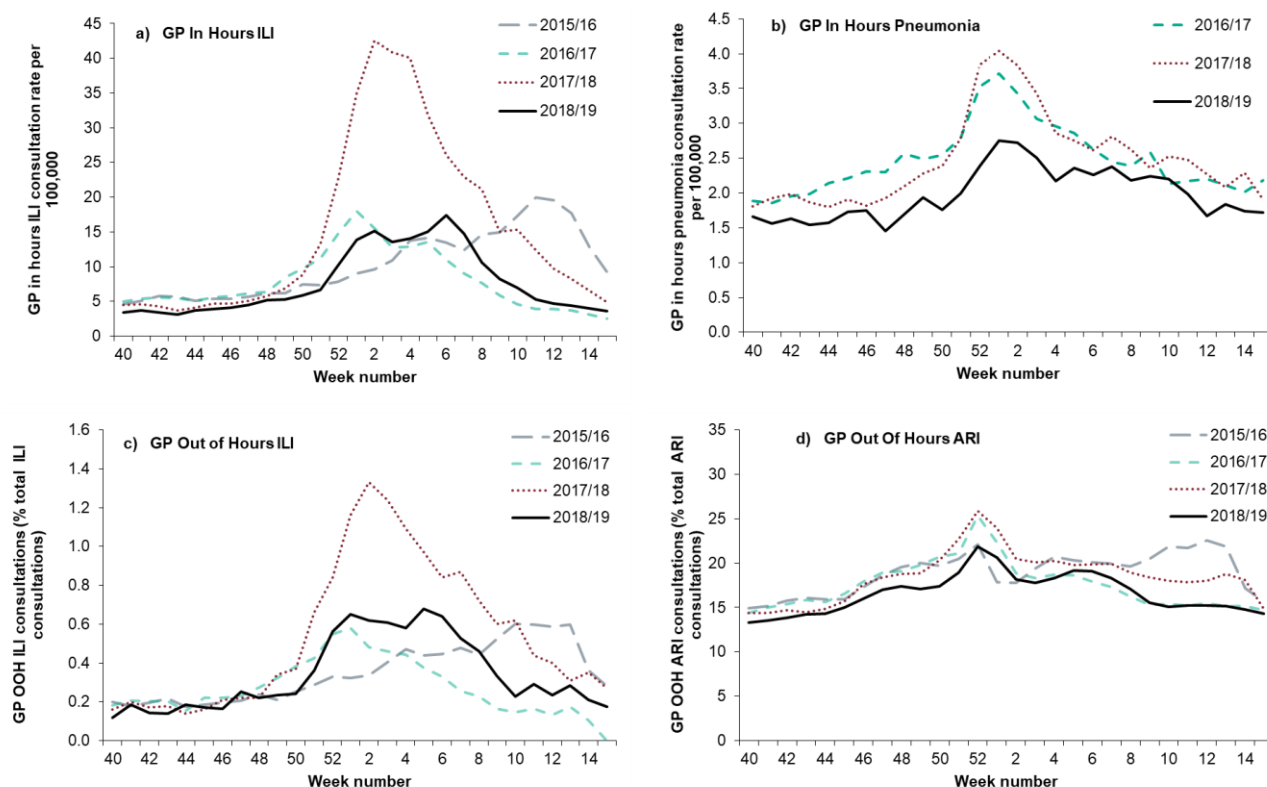 a) GP In Hours ILI
2015/16
2016/17
2017/18
2018/19
GP in hours ILI consultation rate per
100,000
45
40
35
30
25
20
15
10
5
0
40 42 44 46 48 50 52 2 4 6 8 10 12 14
Week number
b) GP In Hours Pneumonia
2016/17
2017/18
2018/19
GP in hours pneumonia consultation rate
per 100,000
4.5
4.0
3.5
3.0
2.5
2.0
1.5
1.0
0.5
0.0
40 42 44 46 48 50 52 2 4 6 8 10 12 14
Week number
c) GP Out of Hours ILI
2015/16
2016/17
2017/18
2018/19
GP OOH ILI consultations (% total ILI
consultations)
1.6
1.4
1.2
1.0
0.8
0.6
0.4
0.2
0.0
40 42 44 46 48 50 52 2 4 6 8 10 12 14
Week number
d) GP Out Of Hours ARI
2015/16
2016/17
2017/18
2018/19
GP OOH ARI consultations (% total ARI
consultations)
35
30
25
20
15
10
5
0
40 42 44 46 48 50 52 2 4 6 8 10 12 14
Week number